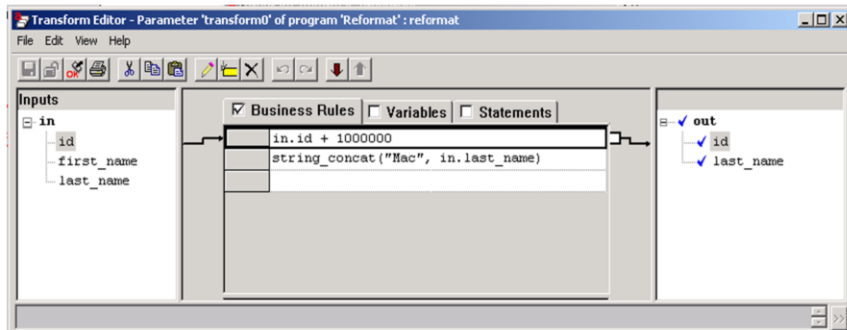 Transform Editor - Parameter 'transform0' of program 'Reformat' : reformat
File Edit View Help
OK
Inputs
in
id
first_name
last_name
Business Rules Variables Statements
in.id + 1000000
string_concat("Mac", in.last_name)
out
id
last_name
>>